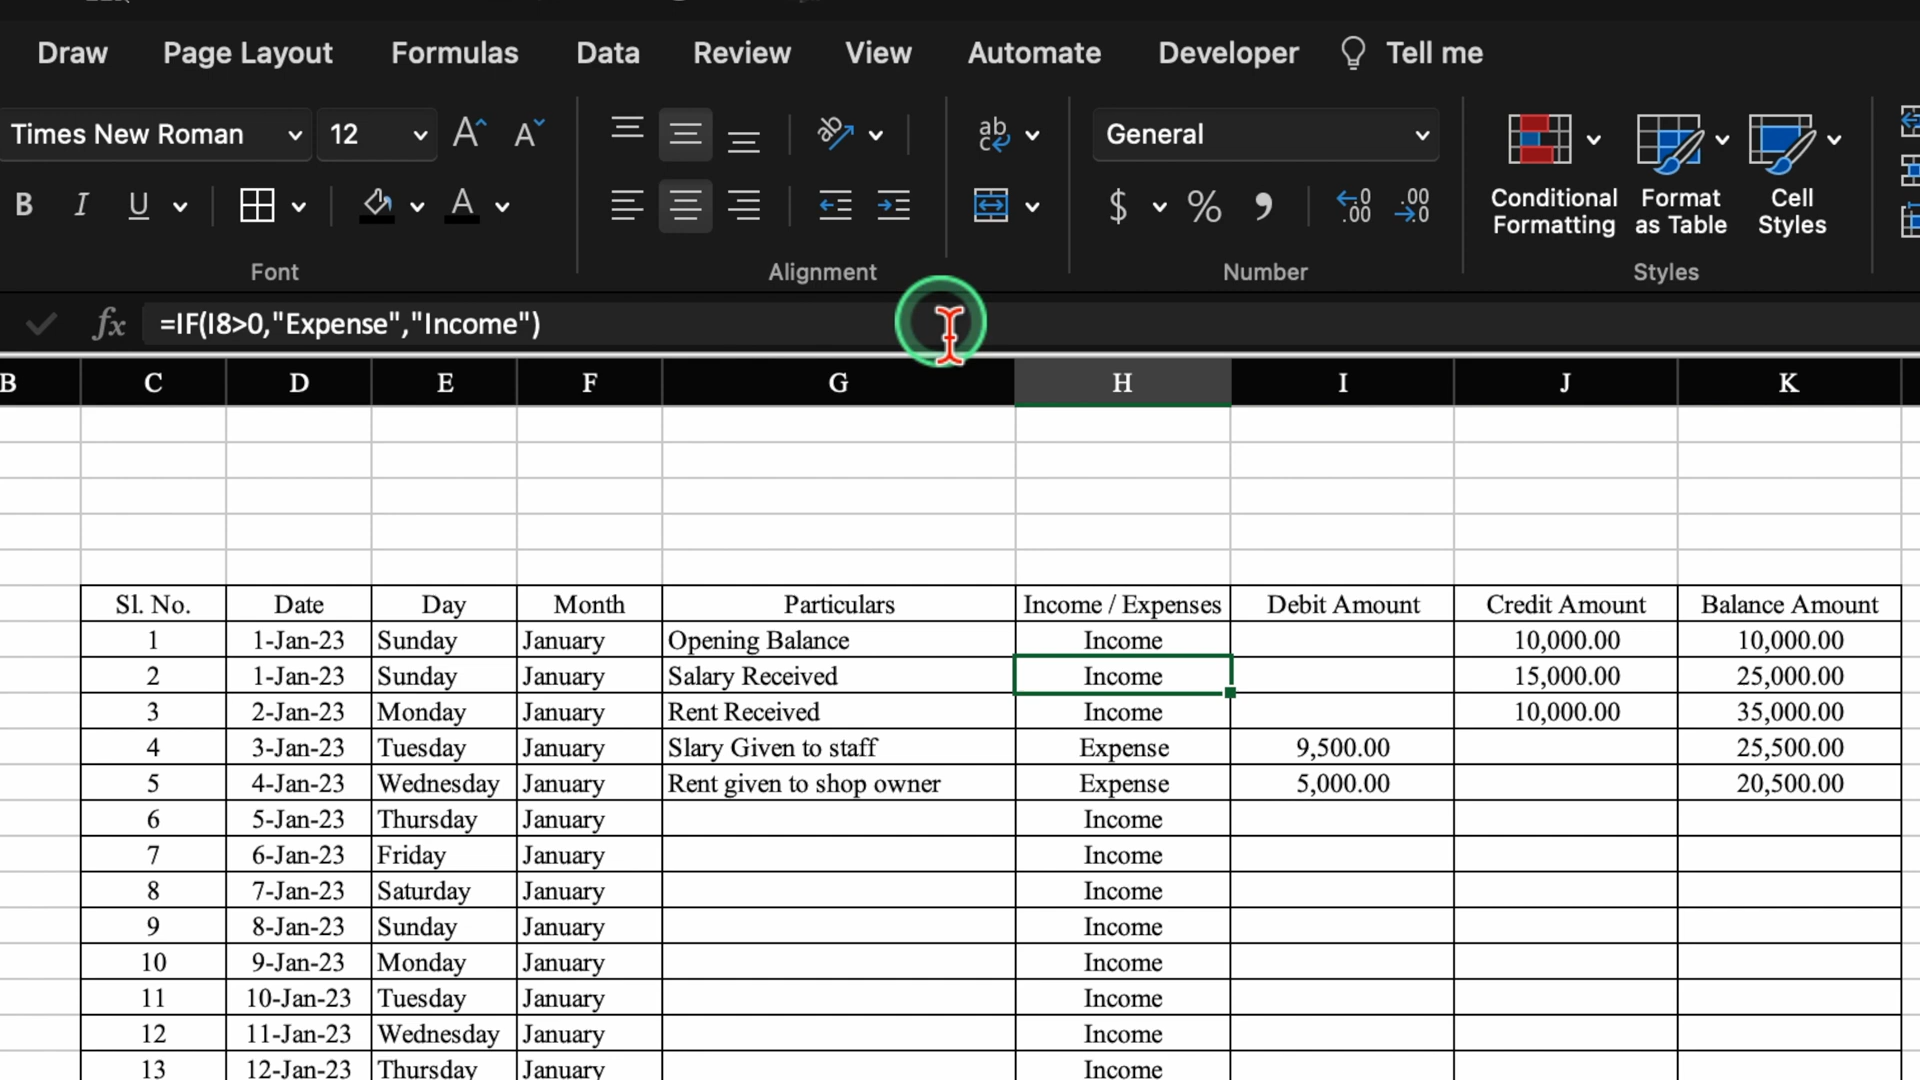 Draw Page Layout Formulas Data Review View Automate Developer Tell me
Times New Roman 12 A A ab General
B I U A $ % , .00 .00 Conditional Formatting Format as Table Cell Styles
Font Alignment Number Styles
fx =IF(I8>0,"Expense","Income")
B C D E F G H I J K
Sl. No. Date Day Month Particulars Income / Expenses Debit Amount Credit Amount Balance Amount
1 1-Jan-23 Sunday January Opening Balance Income 10,000.00 10,000.00
2 1-Jan-23 Sunday January Salary Received Income 15,000.00 25,000.00
3 2-Jan-23 Monday January Rent Received Income 10,000.00 35,000.00
4 3-Jan-23 Tuesday January Slary Given to staff Expense 9,500.00 25,500.00
5 4-Jan-23 Wednesday January Rent given to shop owner Expense 5,000.00 20,500.00
6 5-Jan-23 Thursday January Income
7 6-Jan-23 Friday January Income
8 7-Jan-23 Saturday January Income
9 8-Jan-23 Sunday January Income
10 9-Jan-23 Monday January Income
11 10-Jan-23 Tuesday January Income
12 11-Jan-23 Wednesday January Income
13 12-Jan-23 Thursday January Income